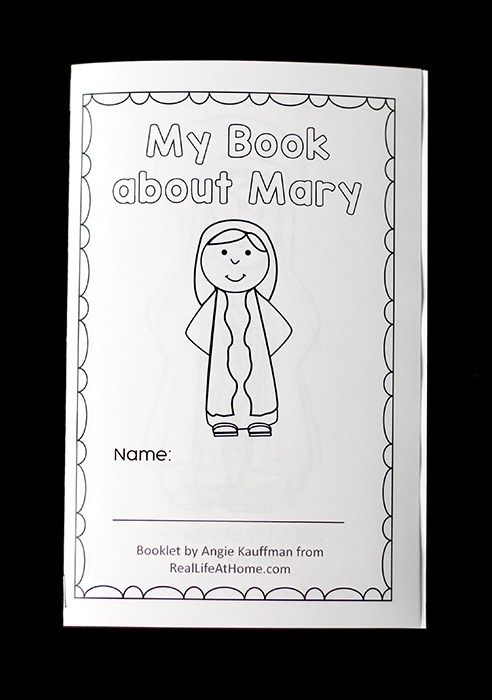 My Book
about Mary
Name:
Booklet by Angie Kauffman from
RealLifeAtHome.com